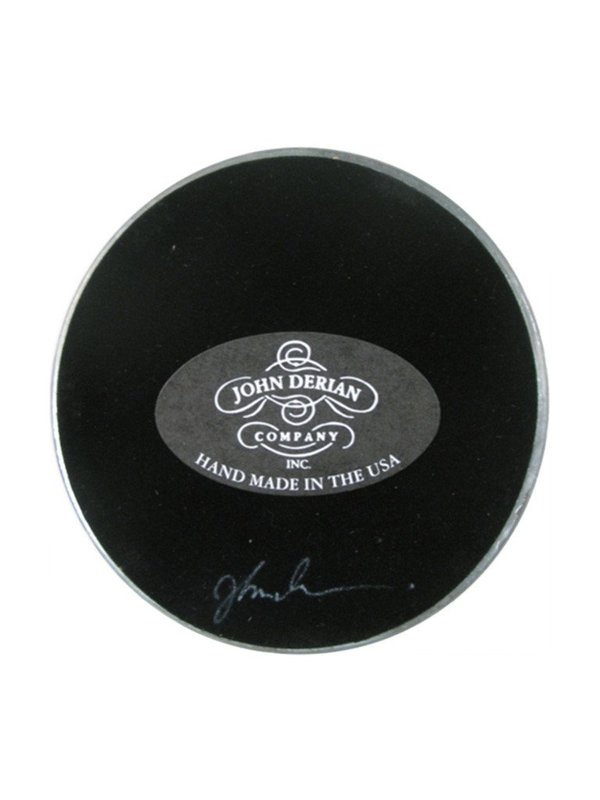 JOHN DERIAN
COMPANY
INC.
HAND MADE IN THE USA